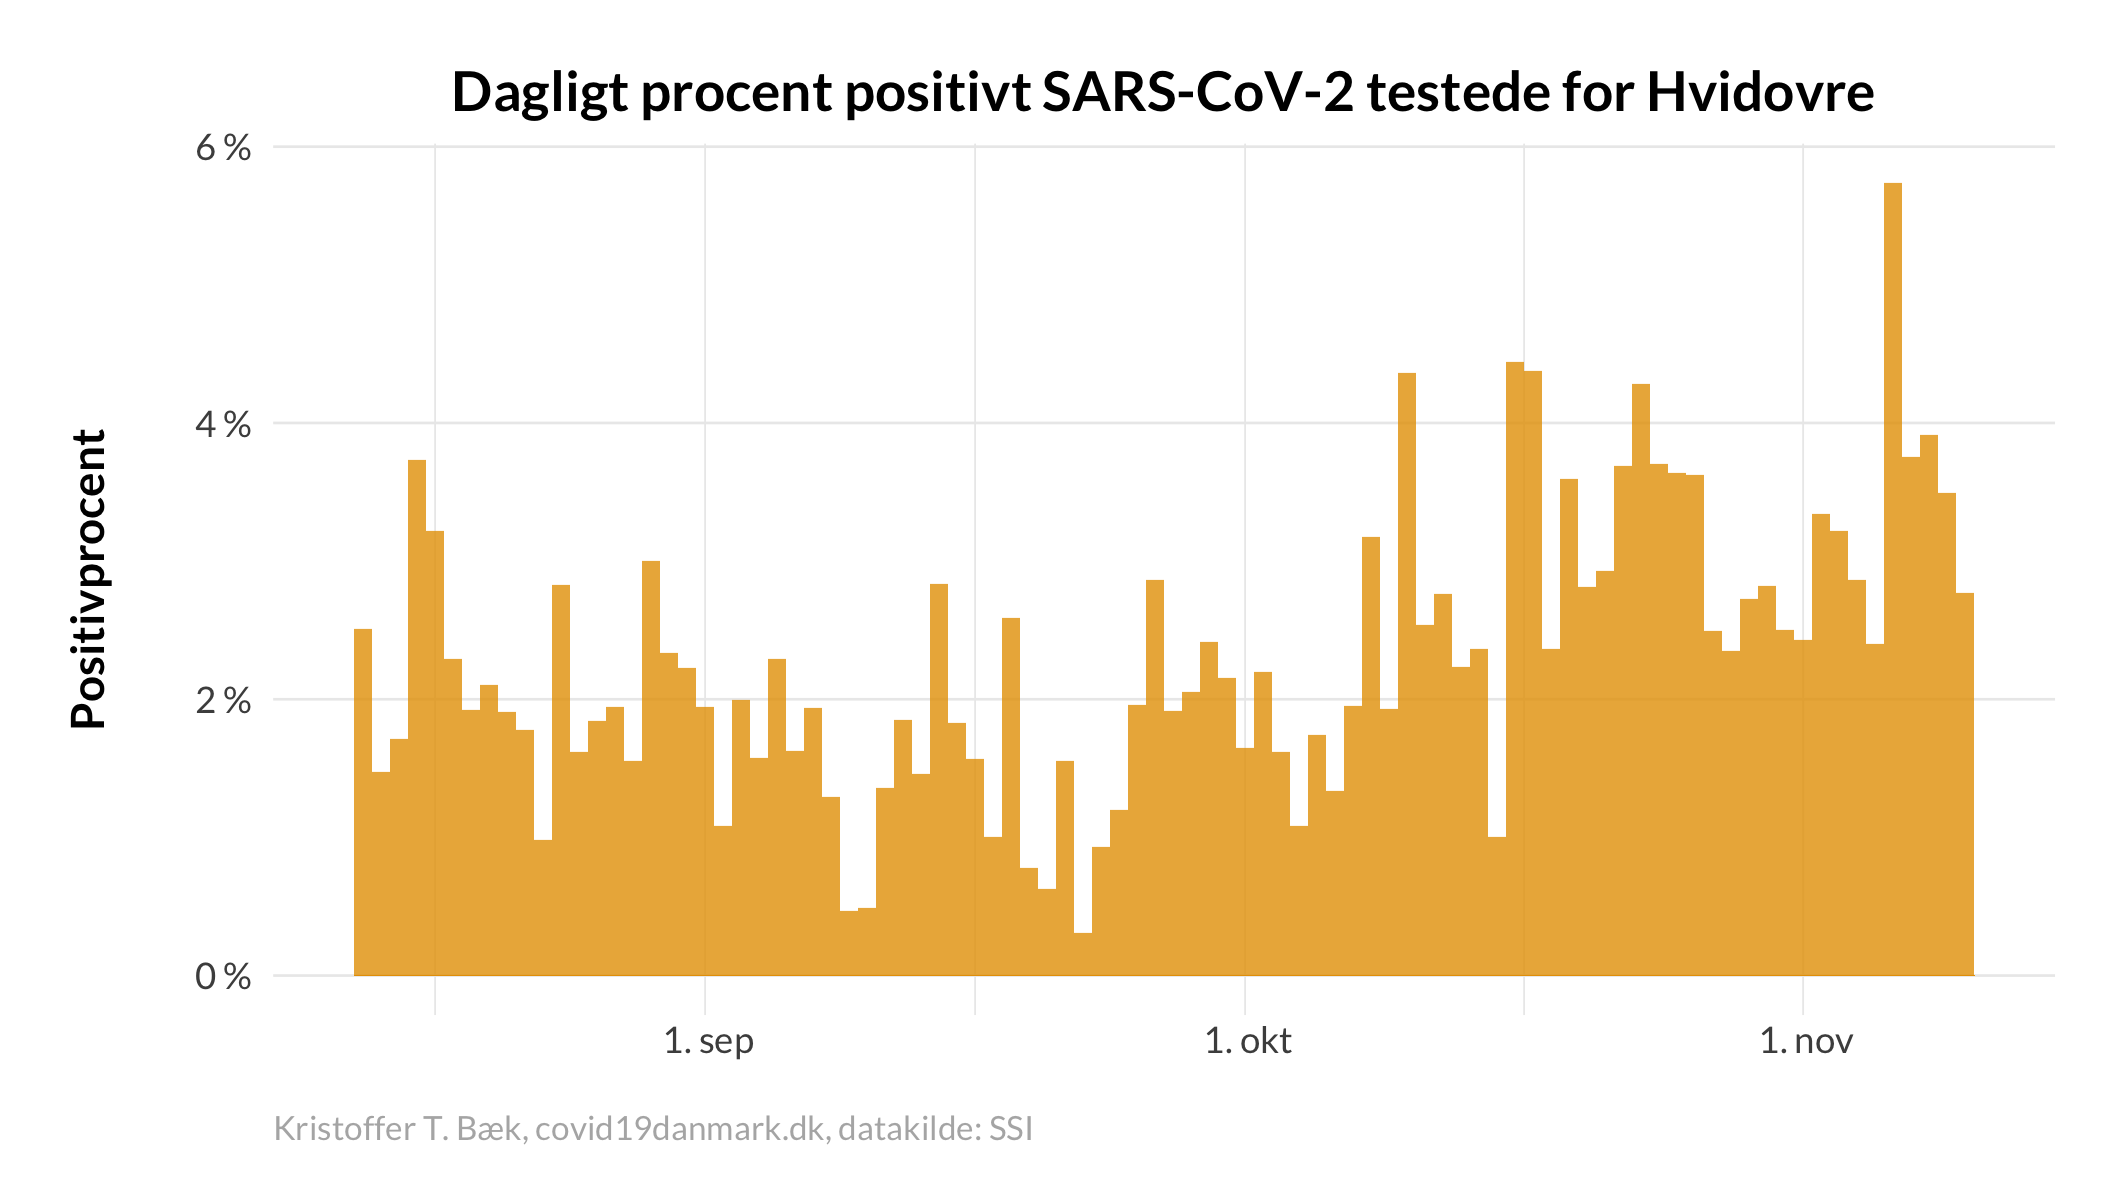 Dagligt procent positivt SARS-CoV-2 testede for Hvidovre
Positivprocent
6 %
4 %
2 %
0 %
1. sep
1. okt
1. nov
Kristoffer T. Bæk, covid19danmark.dk, datakilde: SSI